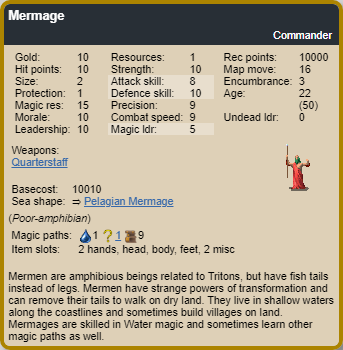 Mermage
Commander
Gold: 10 Resources: 1 Rec points: 10000
Hit points: 10 Strength: 10 Map move: 16
Size: 2 Attack skill: 8 Encumbrance: 3
Protection: 1 Defence skill: 10 Age: 22
Magic res: 15 Precision: 9 (50)
Morale: 10 Combat speed: 9 Undead ldr: 0
Leadership: 10 Magic ldr: 5
Weapons:
Quarterstaff
Basecost: 10010
Sea shape: ⇒ Pelagian Mermage
(Poor-amphibian)
Magic paths: 1 ? 1 9
Item slots: 2 hands, head, body, feet, 2 misc
Mermen are amphibious beings related to Tritons, but have fish tails
instead of legs. Mermen have strange powers of transformation and
can remove their tails to walk on dry land. They live in shallow waters
along the coastlines and sometimes build villages on land.
Mermages are skilled in Water magic and sometimes learn other
magic paths as well.